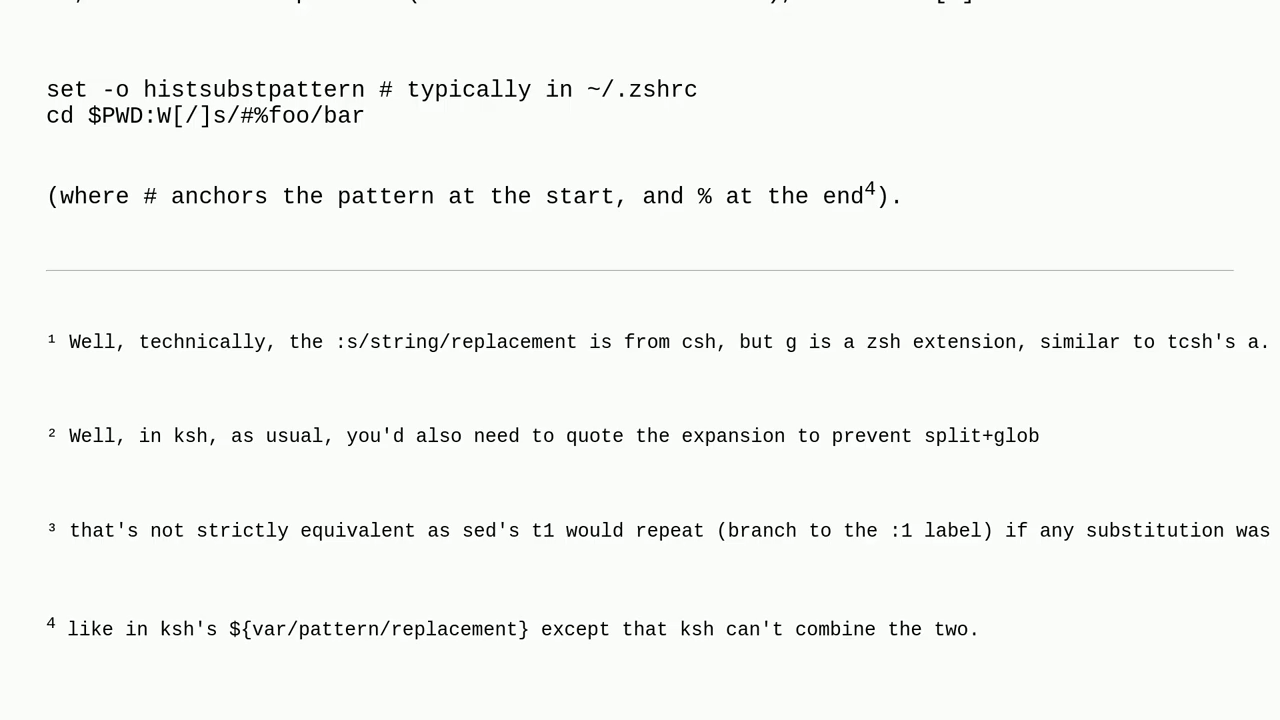 set -o histsubstpattern # typically in ~/.zshrc
cd $PWD:W[/]s/#%foo/bar
(where # anchors the pattern at the start, and % at the end⁴).
¹ Well, technically, the :s/string/replacement is from csh, but g is a zsh extension, similar to tcsh's a.
² Well, in ksh, as usual, you'd also need to quote the expansion to prevent split+glob
³ that's not strictly equivalent as sed's t1 would repeat (branch to the :1 label) if any substitution was
⁴ like in ksh's ${var/pattern/replacement} except that ksh can't combine the two.